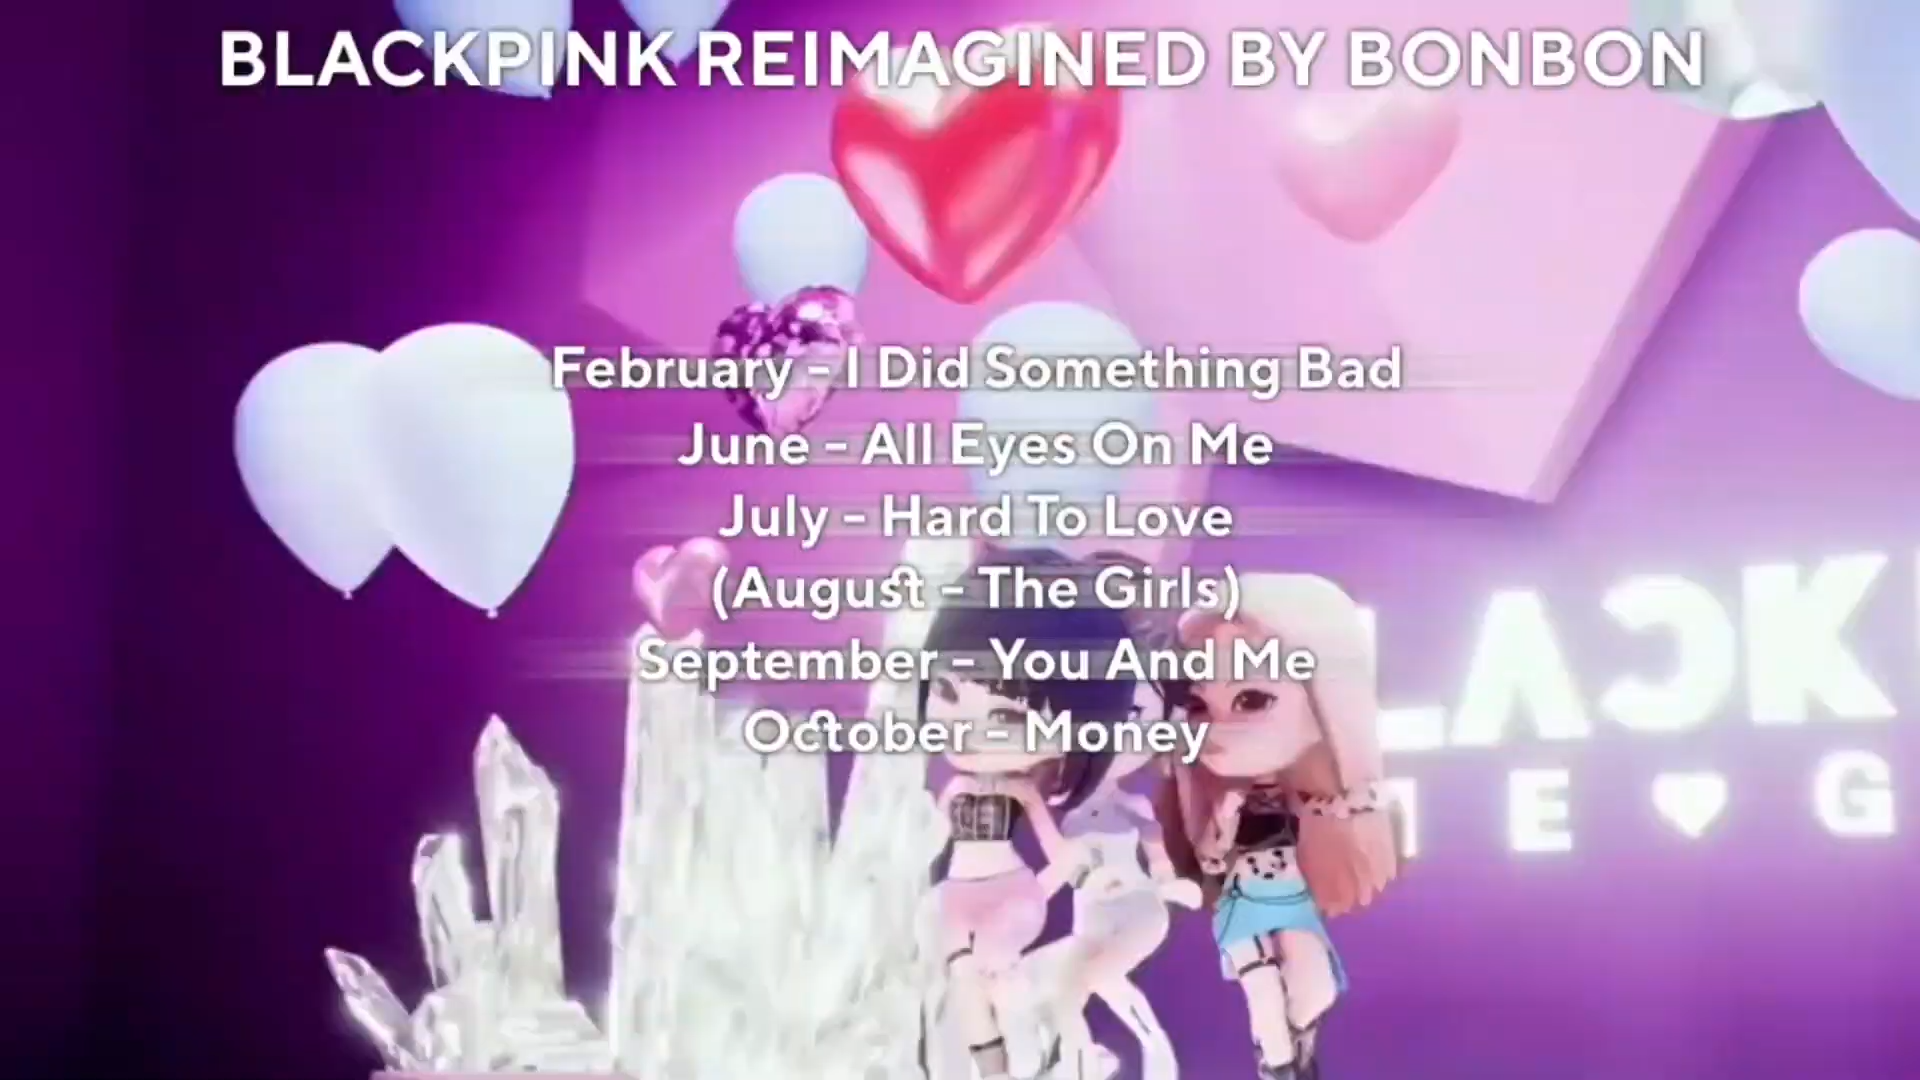 BLACKPINK REIMAGINED BY BONBON
February - I Did Something Bad
June - All Eyes On Me
July - Hard To Love
(August - The Girls)
September - You And Me
October - Money
LACK
E ♥ G